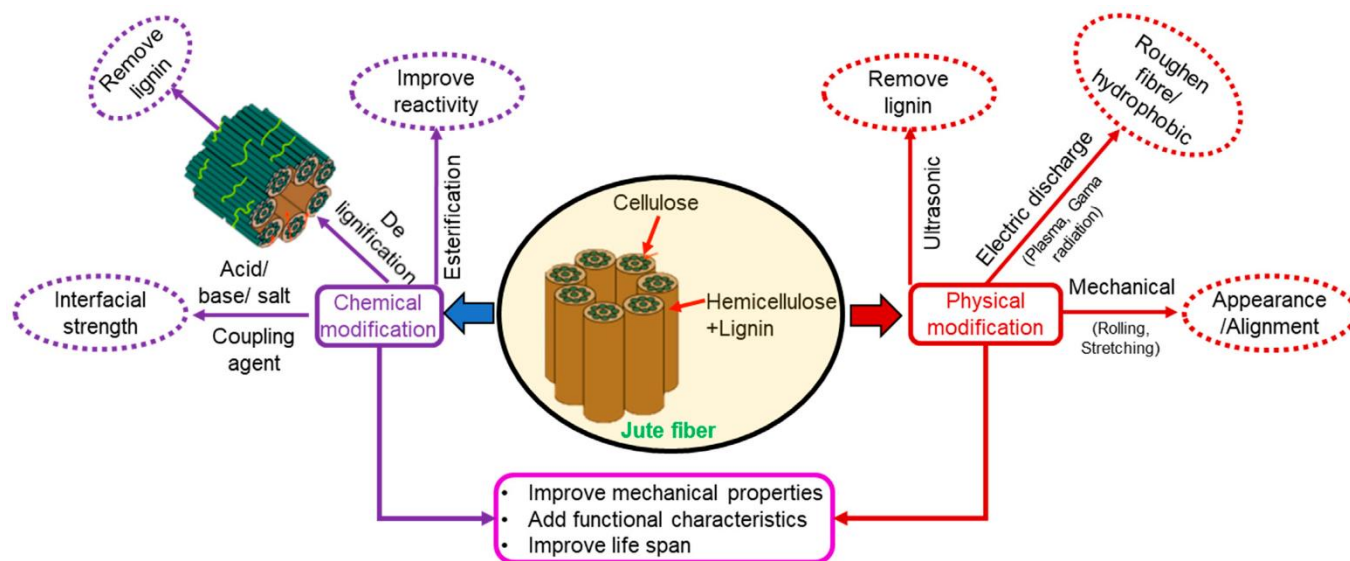 Remove
lignin
Improve
reactivity
De
lignification
Esterification
Acid/
base/ salt
Coupling
agent
Interfacial
strength
Chemical
modification
Cellulose
Hemicellulose
+Lignin
Jute fiber
Remove
lignin
Ultrasonic
Roughen
fibre/
hydrophobic
Electric discharge
(Plasma, Gama
radiation)
Physical
modification
Mechanical
(Rolling,
Stretching)
Appearance
/Alignment
• Improve mechanical properties
• Add functional characteristics
• Improve life span